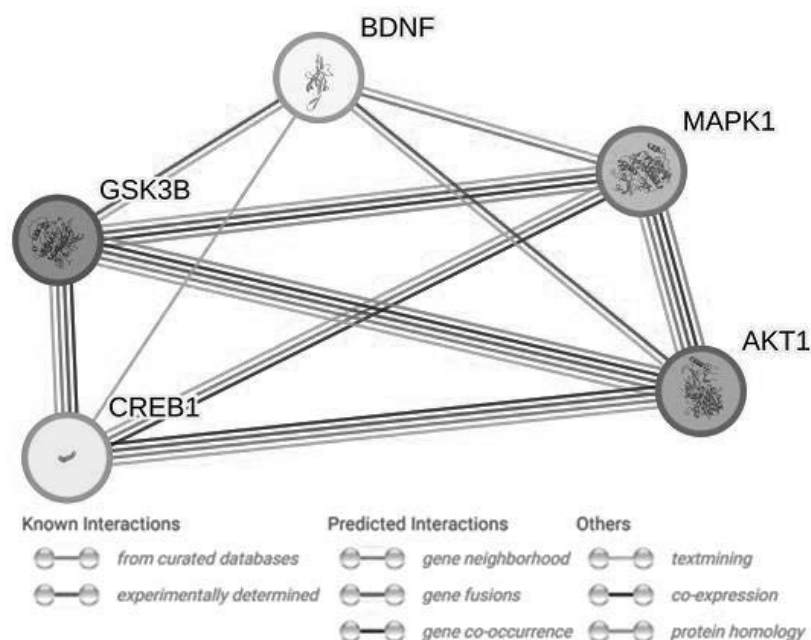 BDNF
MAPK1
GSK3B
AKT1
CREB1
Known Interactions Predicted Interactions Others
from curated databases gene neighborhood textmining
experimentally determined gene fusions co-expression
gene co-occurrence protein homology